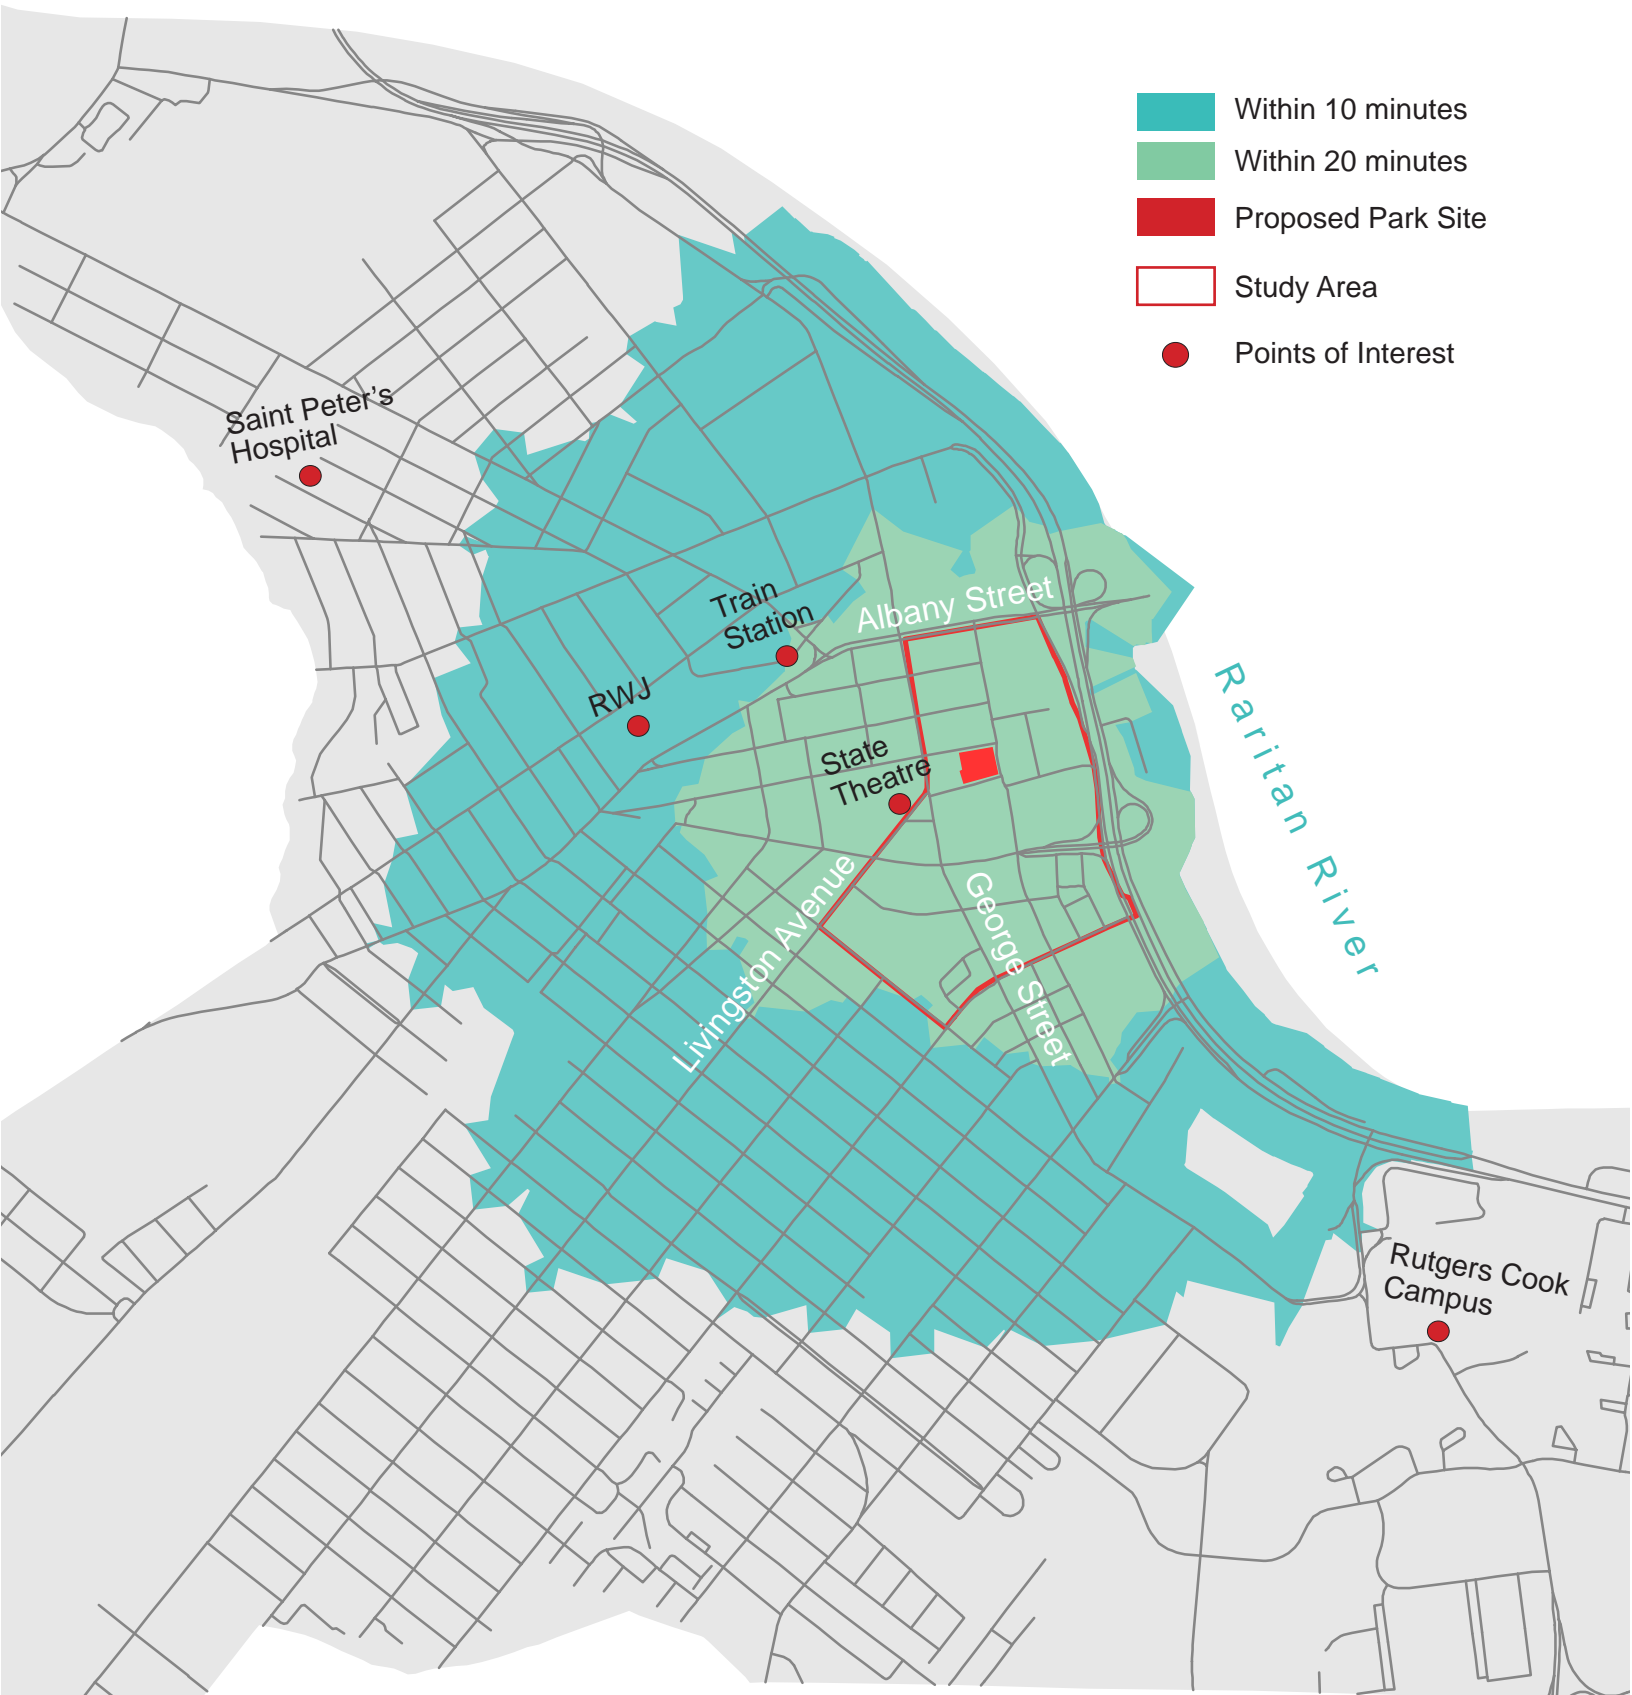 Within 10 minutes
Within 20 minutes
Proposed Park Site
Study Area
Points of Interest
Saint Peter's
Hospital
Train
Station
Albany Street
RWJ
State
Theatre
Raritan River
Livingston Avenue
George Street
Rutgers Cook
Campus